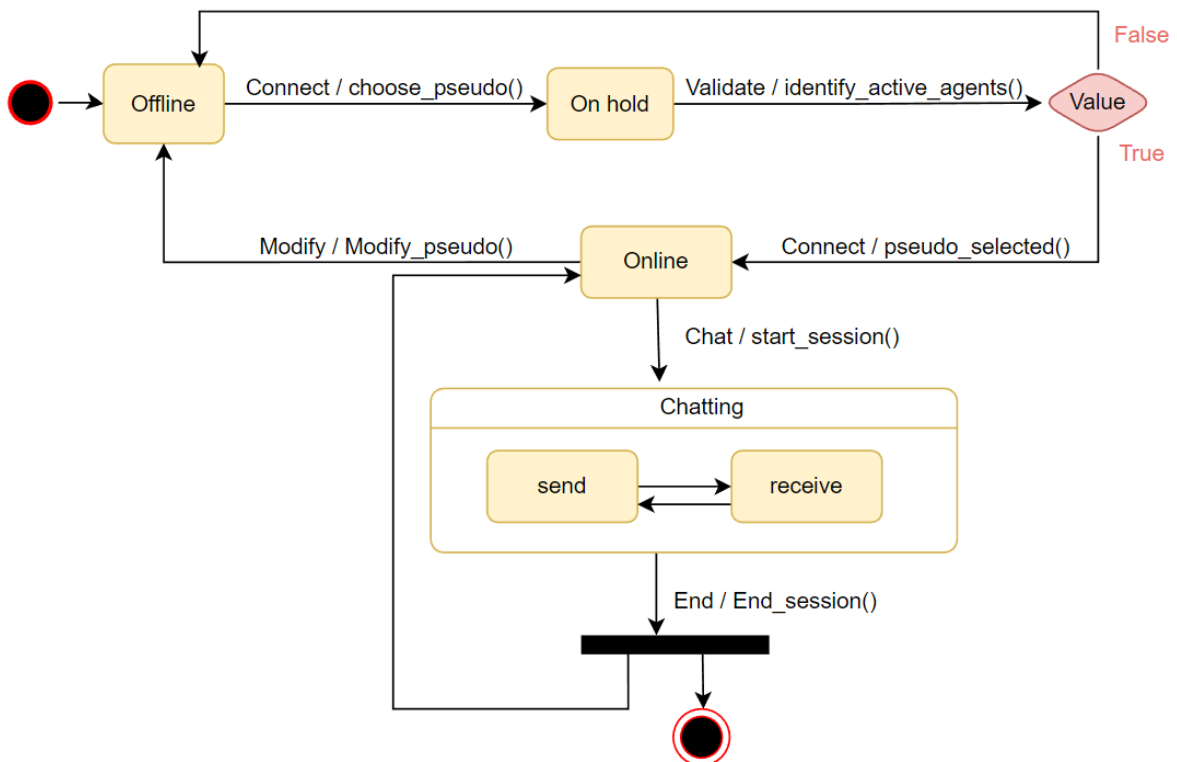 False
Offline
Connect / choose_pseudo()
On hold
Validate / identify_active_agents()
Value
True
Modify / Modify_pseudo()
Online
Connect / pseudo_selected()
Chat / start_session()
Chatting
send
receive
End / End_session()